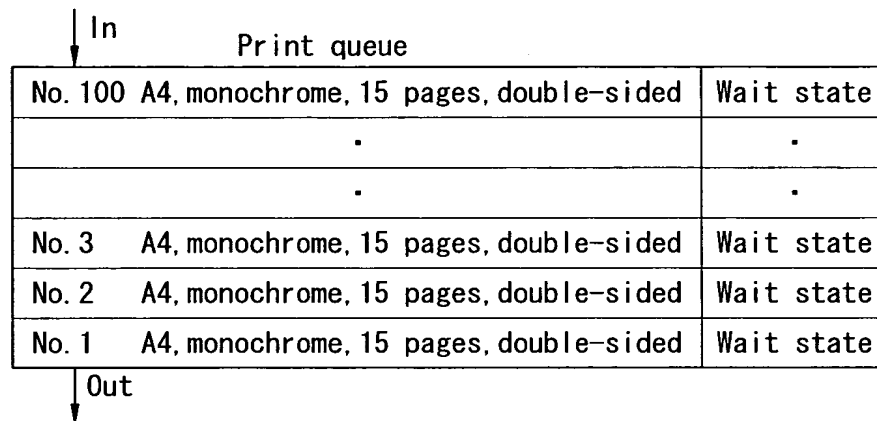 In
Print queue
No. 100 A4, monochrome, 15 pages, double-sided Wait state
. .
. .
No. 3 A4, monochrome, 15 pages, double-sided Wait state
No. 2 A4, monochrome, 15 pages, double-sided Wait state
No. 1 A4, monochrome, 15 pages, double-sided Wait state
Out